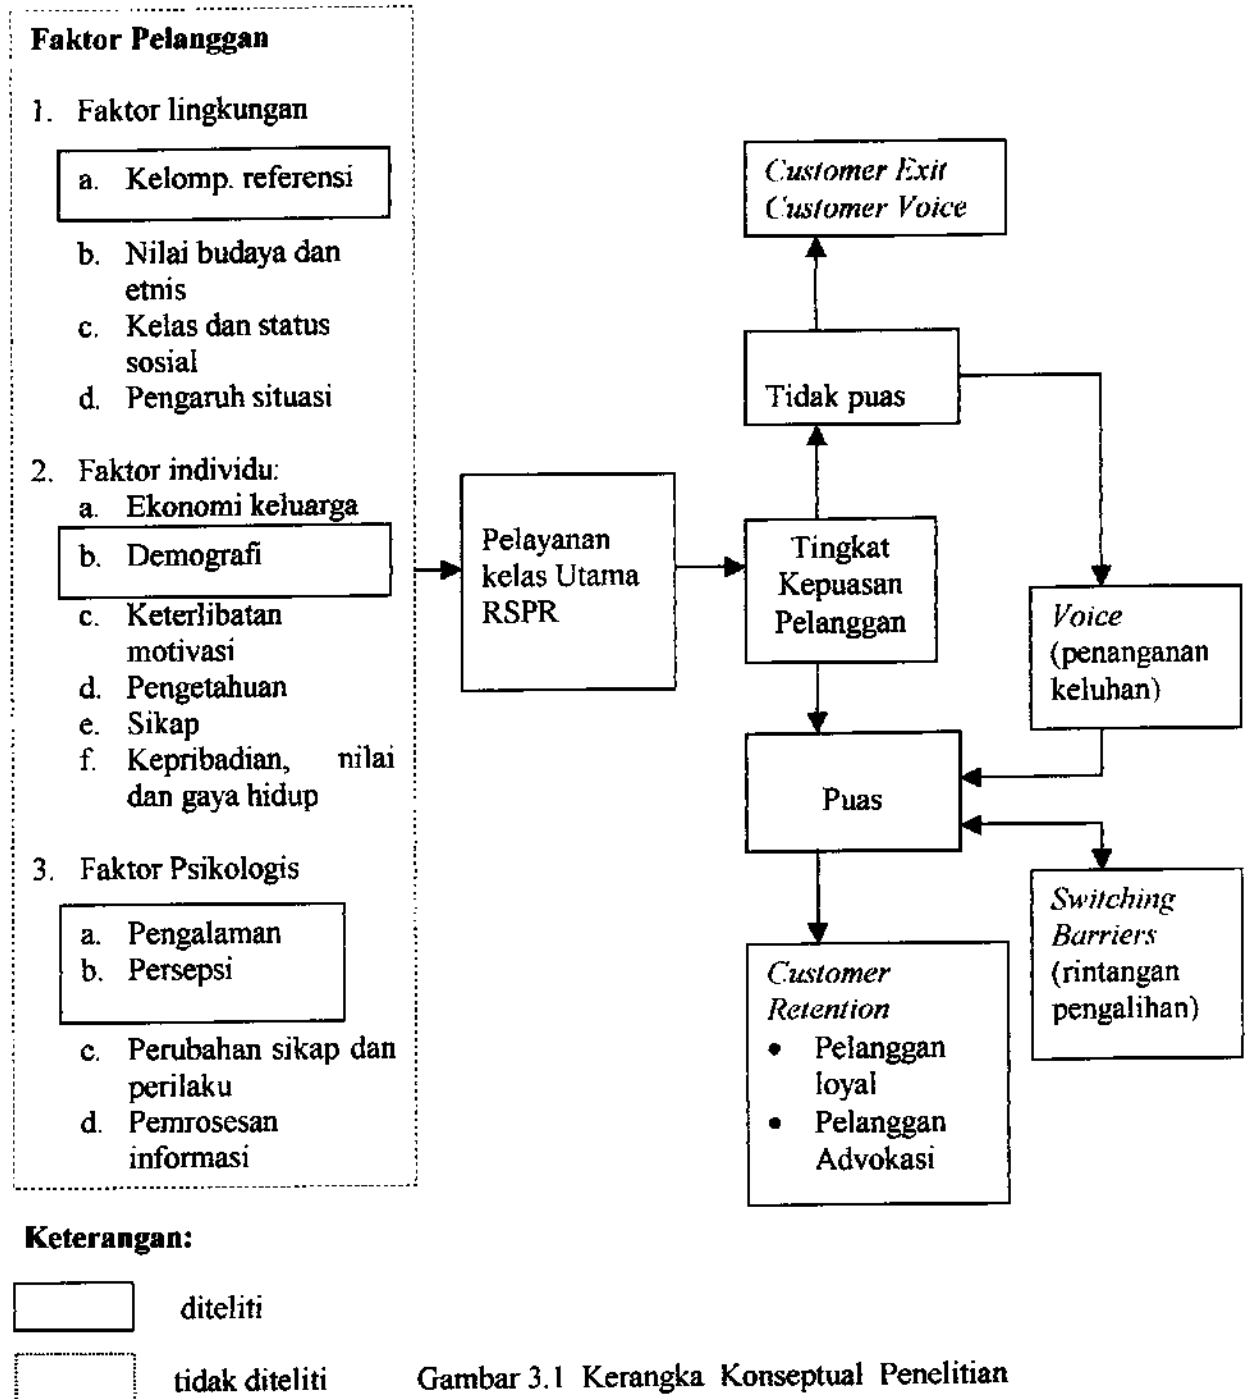 Faktor Pelanggan
1. Faktor lingkungan
a. Kelomp. referensi
b. Nilai budaya dan
etnis
c. Kelas dan status
sosial
d. Pengaruh situasi
2. Faktor individu:
a. Ekonomi keluarga
b. Demografi
c. Keterlibatan
motivasi
d. Pengetahuan
e. Sikap
f. Kepribadian, nilai
dan gaya hidup
3. Faktor Psikologis
a. Pengalaman
b. Persepsi
c. Perubahan sikap dan
perilaku
d. Pemrosesan
informasi
Pelayanan
kelas Utama
RSPR
Customer Exit
Customer Voice
Tidak puas
Tingkat
Kepuasan
Pelanggan
Voice
(penanganan
keluhan)
Puas
Switching
Barriers
(rintangan
pengalihan)
Customer
Retention
• Pelanggan
loyal
• Pelanggan
Advokasi
Keterangan:
diteliti
tidak diteliti
Gambar 3.1 Kerangka Konseptual Penelitian